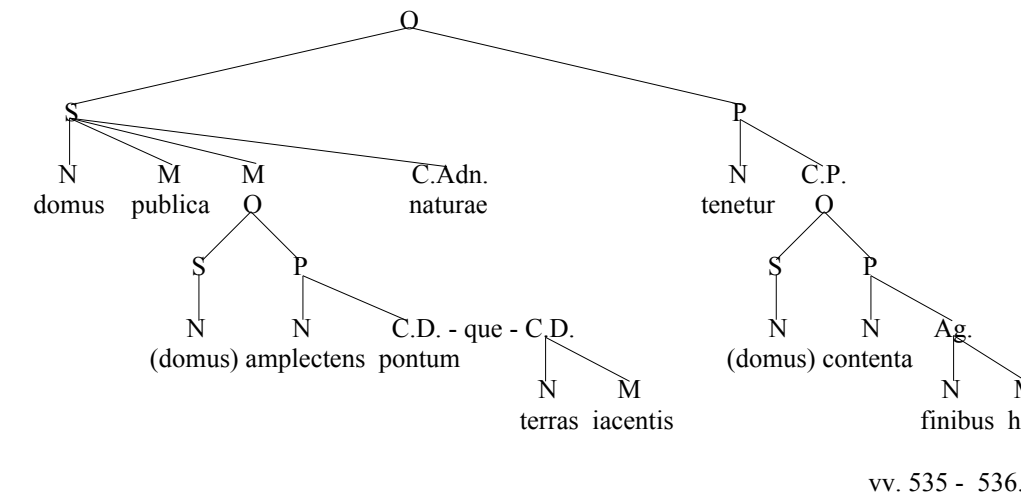 O
S P
N M M C.Adn. N C.P.
domus publica O naturae tenetur O
S P S P
N N C.D. - que - C.D. N N Ag.
(domus) amplectens pontum (domus) contenta
N M N
terras iacentis finibus
vv. 535 - 536.